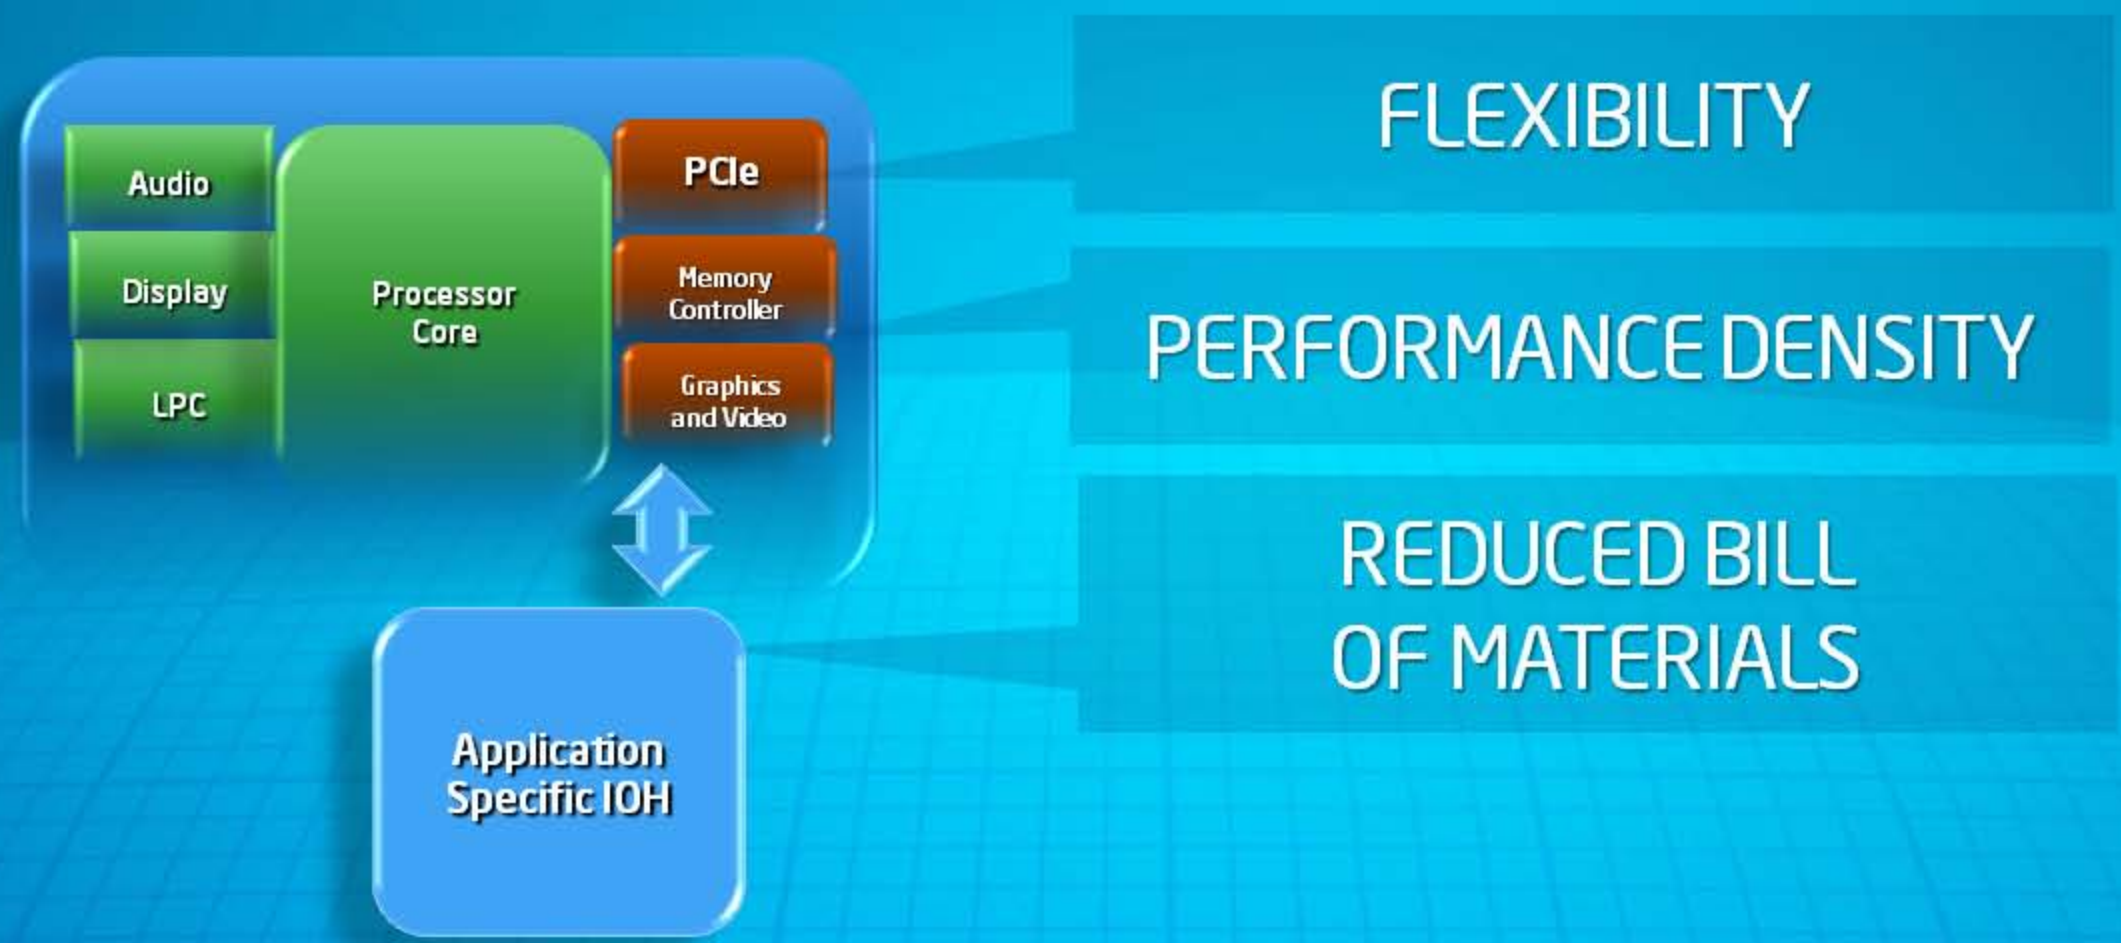 Audio
Display
LPC
Processor
Core
PCIe
Memory
Controller
Graphics
and Video
Application
Specific IOH
FLEXIBILITY
PERFORMANCE DENSITY
REDUCED BILL
OF MATERIALS